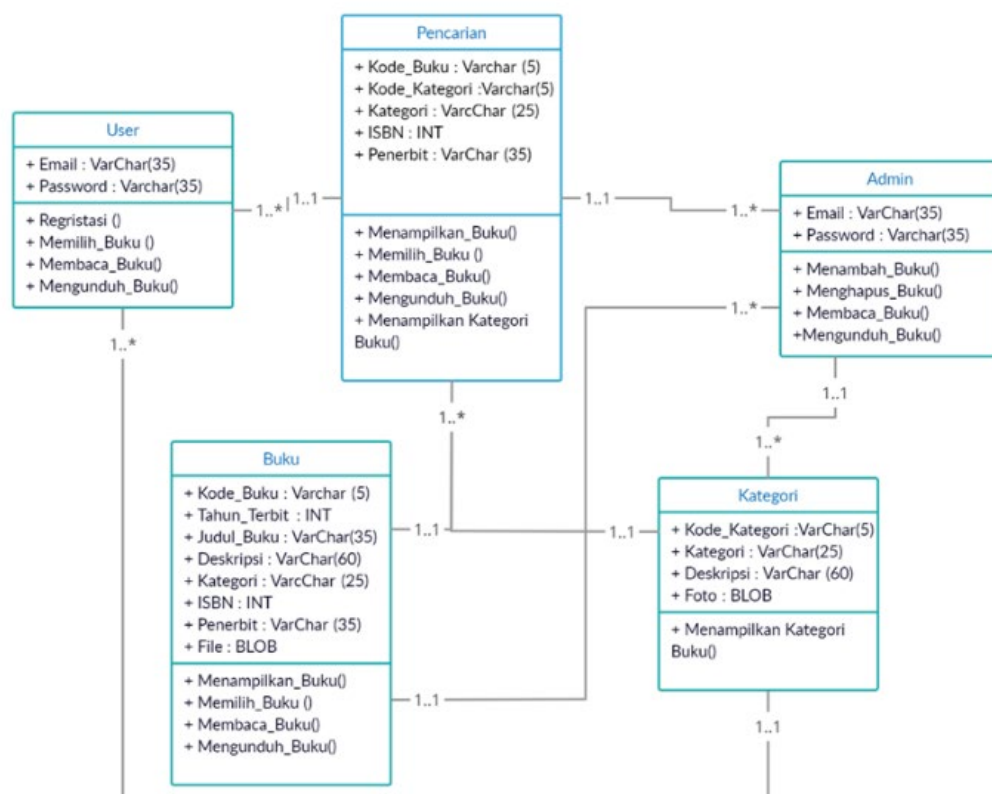 Pencarian
+ Kode_Buku : Varchar (5)
+ Kode_Kategori :Varchar(5)
+ Kategori : VarcChar (25)
+ ISBN : INT
+ Penerbit : VarChar (35)
+ Menampilkan_Buku()
+ Memilih_Buku ()
+ Membaca_Buku()
+ Mengunduh_Buku()
+ Menampilkan Kategori
Buku()
User
+ Email : VarChar(35)
+ Password : Varchar(35)
+ Regristasi ()
+ Memilih_Buku ()
+ Membaca_Buku()
+ Mengunduh_Buku()
1..*
1..1
1..1
1..*
Admin
+ Email : VarChar(35)
+ Password : Varchar(35)
+ Menambah_Buku()
+ Menghapus_Buku()
+ Membaca_Buku()
+Mengunduh_Buku()
1..*
1..*
1..1
1..*
1..*
Buku
+ Kode_Buku : Varchar (5)
+ Tahun_Terbit : INT
+ Judul_Buku : VarChar(35)
+ Deskripsi : VarChar(60)
+ Kategori : VarcChar (25)
+ ISBN : INT
+ Penerbit : VarChar (35)
+ File : BLOB
+ Menampilkan_Buku()
+ Memilih_Buku ()
+ Membaca_Buku()
+ Mengunduh_Buku()
1..1
1..1
1..1
Kategori
+ Kode_Kategori :VarChar(5)
+ Kategori : VarChar(25)
+ Deskripsi : VarChar (60)
+ Foto : BLOB
+ Menampilkan Kategori
Buku()
1..1